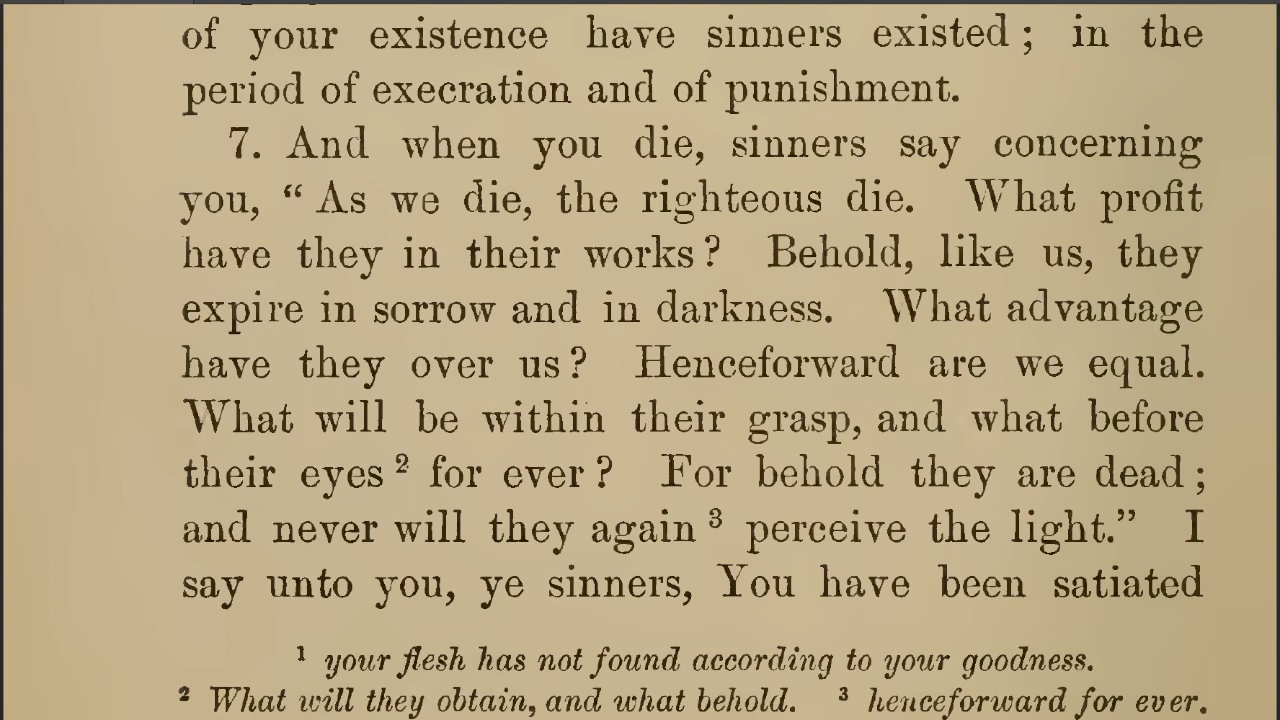 of your existence have sinners existed ; in the
period of execration and of punishment.
7. And when you die, sinners say concerning
you, “ As we die, the righteous die. What profit
have they in their works ? Behold, like us, they
expire in sorrow and in darkness. What advantage
have they over us ? Henceforward are we equal.
What will be within their grasp, and what before
their eyes ² for ever ? For behold they are dead ;
and never will they again ³ perceive the light.” I
say unto you, ye sinners, You have been satiated
¹ your flesh has not found according to your goodness.
² What will they obtain, and what behold. ³ henceforward for ever.